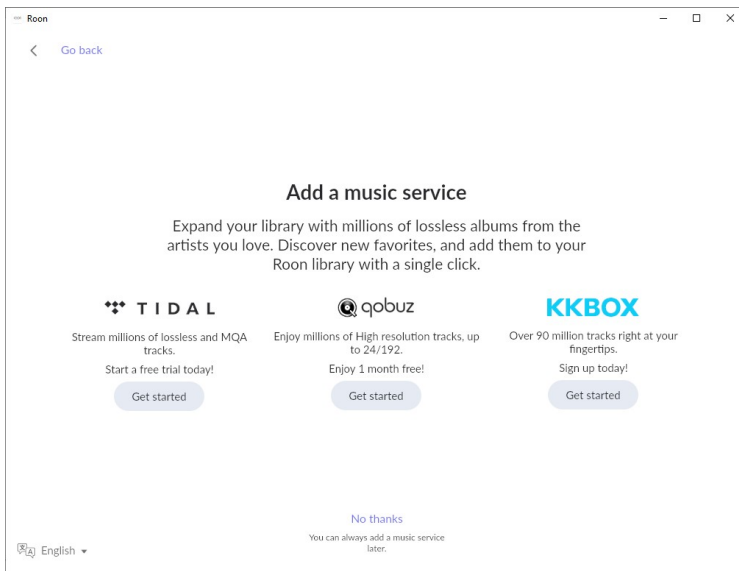 Roon
Go back
Add a music service
Expand your library with millions of lossless albums from the
artists you love. Discover new favorites, and add them to your
Roon library with a single click.
TIDAL
Stream millions of lossless and MQA
tracks.
Start a free trial today!
Get started
qobuz
Enjoy millions of High resolution tracks, up
to 24/192.
Enjoy 1 month free!
Get started
KKBOX
Over 90 million tracks right at your
fingertips.
Sign up today!
Get started
No thanks
You can always add a music service
later.
English